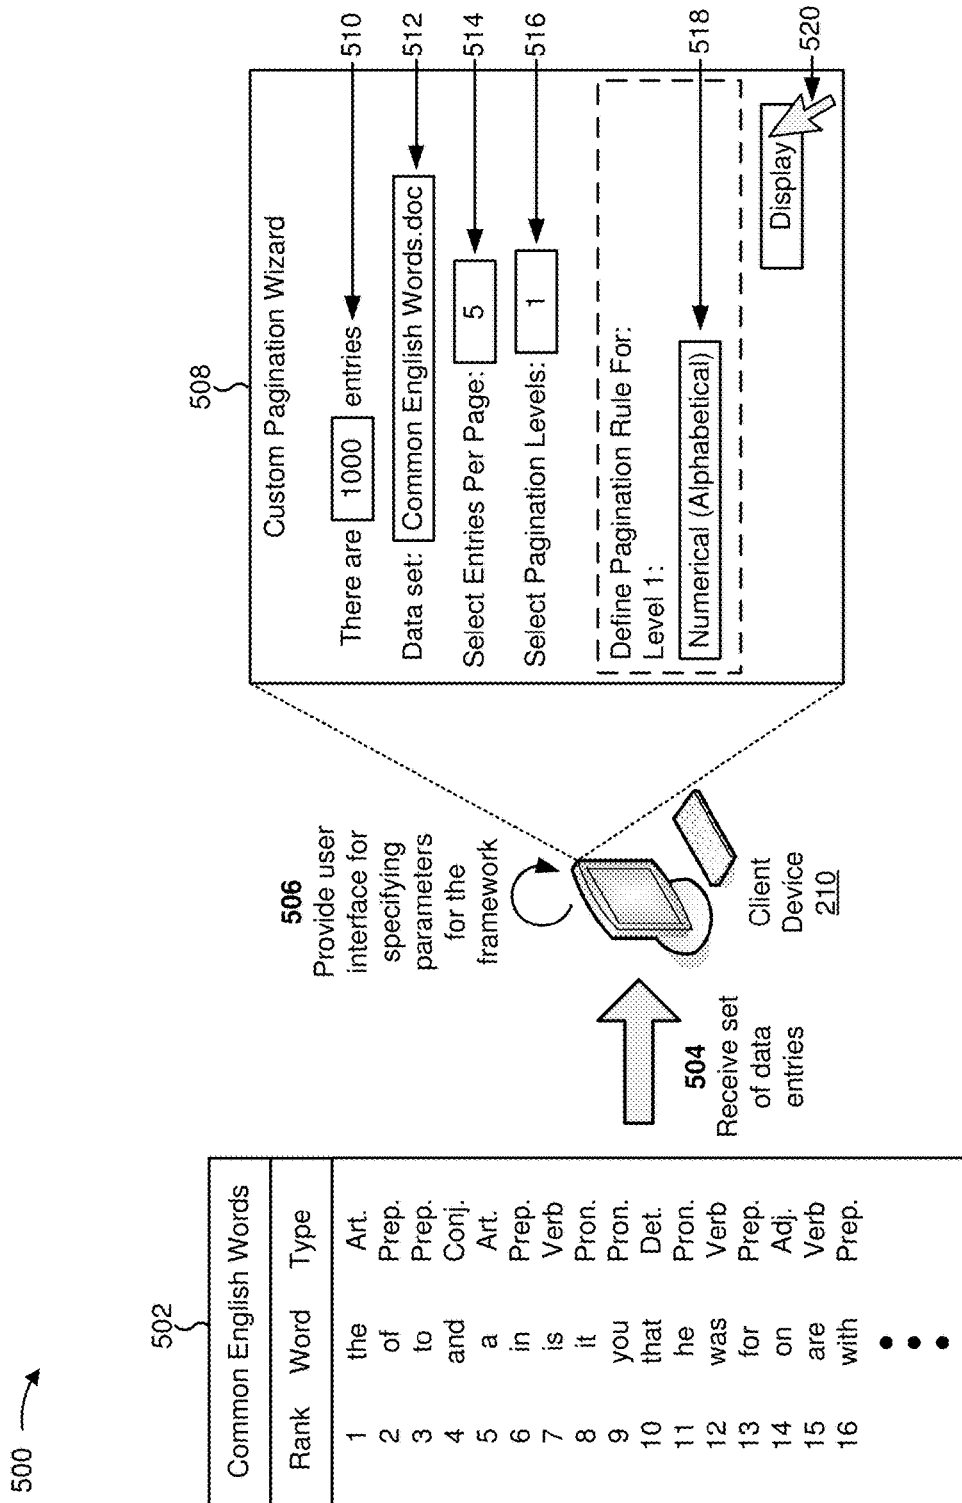 500
502
Common English Words
Rank Word Type
1 the Art.
2 of Prep.
3 to Prep.
4 and Conj.
5 a Art.
6 in Prep.
7 is Verb
8 it Pron.
9 you Pron.
10 that Det.
11 he Pron.
12 was Verb
13 for Prep.
14 on Adj.
15 are Verb
16 with Prep.
504
Receive set
of data
entries
506
Provide user
interface for
specifying
parameters
for the
framework
Client
Device
210
508
Custom Pagination Wizard
There are 1000 entries
510
Data set: Common English Words.doc
512
Select Entries Per Page: 5
514
Select Pagination Levels: 1
516
Define Pagination Rule For:
Level 1:
Numerical (Alphabetical)
518
Display
520